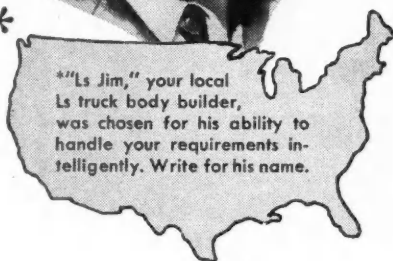 *
*"Ls Jim," your local
Ls truck body builder,
was chosen for his ability to
handle your requirements in-
telligently. Write for his name.